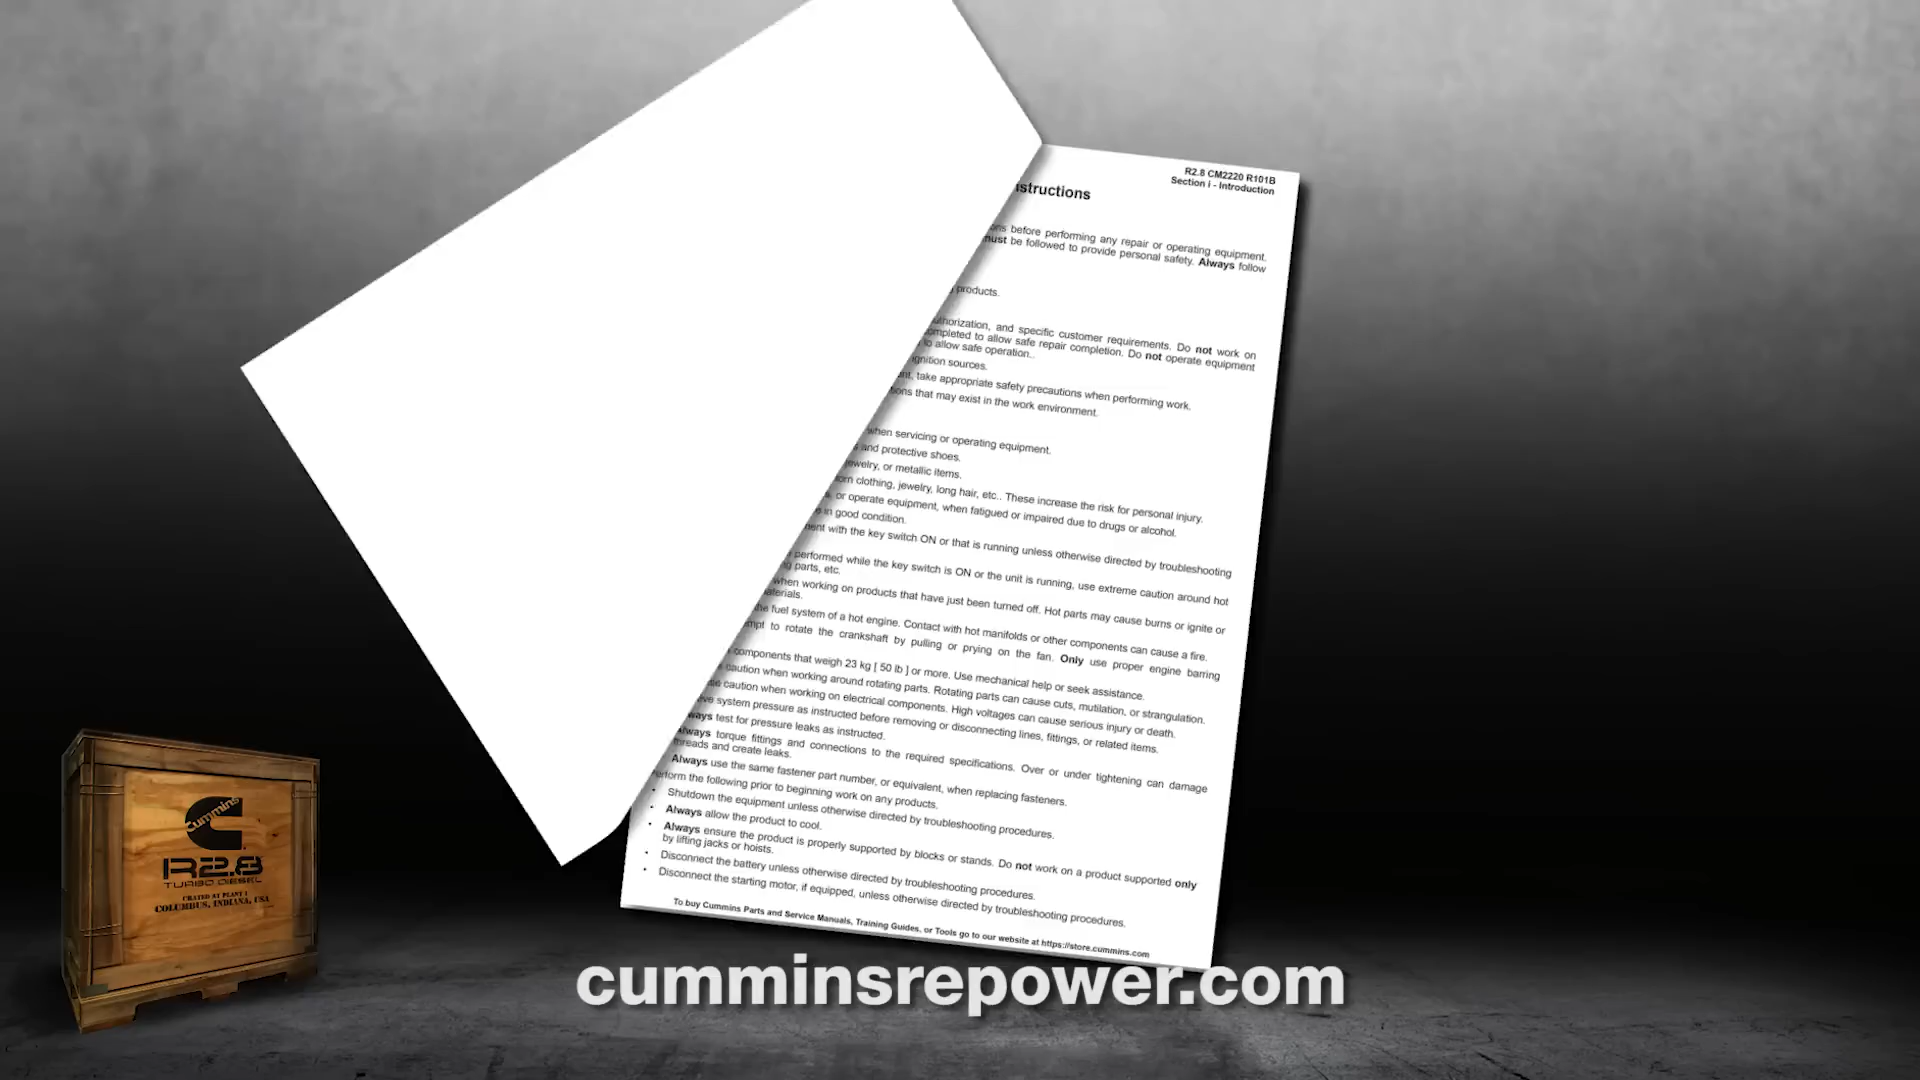 R2.8 CM2220 R101B
Section i - Introduction
structions
before performing any repair or operating equipment.
must be followed to provide personal safety. Always follow
products.
authorization, and specific customer requirements. Do not work on
completed to allow safe repair completion. Do not operate equipment
to allow safe operation..
ignition sources.
take appropriate safety precautions when performing work.
that may exist in the work environment.
when servicing or operating equipment.
and protective shoes.
jewelry, or metallic items.
clothing, jewelry, long hair, etc.. These increase the risk for personal injury.
or operate equipment, when fatigued or impaired due to drugs or alcohol.
in good condition.
with the key switch ON or that is running unless otherwise directed by troubleshooting
performed while the key switch is ON or the unit is running, use extreme caution around hot
parts, etc.
when working on products that have just been turned off. Hot parts may cause burns or ignite or
the fuel system of a hot engine. Contact with hot manifolds or other components can cause a fire.
to rotate the crankshaft by pulling or prying on the fan. Only use proper engine barring
components that weigh 23 kg [ 50 lb ] or more. Use mechanical help or seek assistance.
caution when working around rotating parts. Rotating parts can cause cuts, mutilation, or strangulation.
caution when working on electrical components. High voltages can cause serious injury or death.
system pressure as instructed before removing or disconnecting lines, fittings, or related items.
Always test for pressure leaks as instructed.
Always torque fittings and connections to the required specifications. Over or under tightening can damage
threads and create leaks.
Always use the same fastener part number, or equivalent, when replacing fasteners.
Perform the following prior to beginning work on any products.
• Shutdown the equipment unless otherwise directed by troubleshooting procedures.
• Always allow the product to cool.
• Always ensure the product is properly supported by blocks or stands. Do not work on a product supported only
by lifting jacks or hoists.
• Disconnect the battery unless otherwise directed by troubleshooting procedures.
• Disconnect the starting motor, if equipped, unless otherwise directed by troubleshooting procedures.
To buy Cummins Parts and Service Manuals, Training Guides, or Tools go to our website at https://store.cummins.com
Cummins
R2.8
TURBO DIESEL
CRATED AT PLANT 1
COLUMBUS, INDIANA, USA
cumminsrepower.com